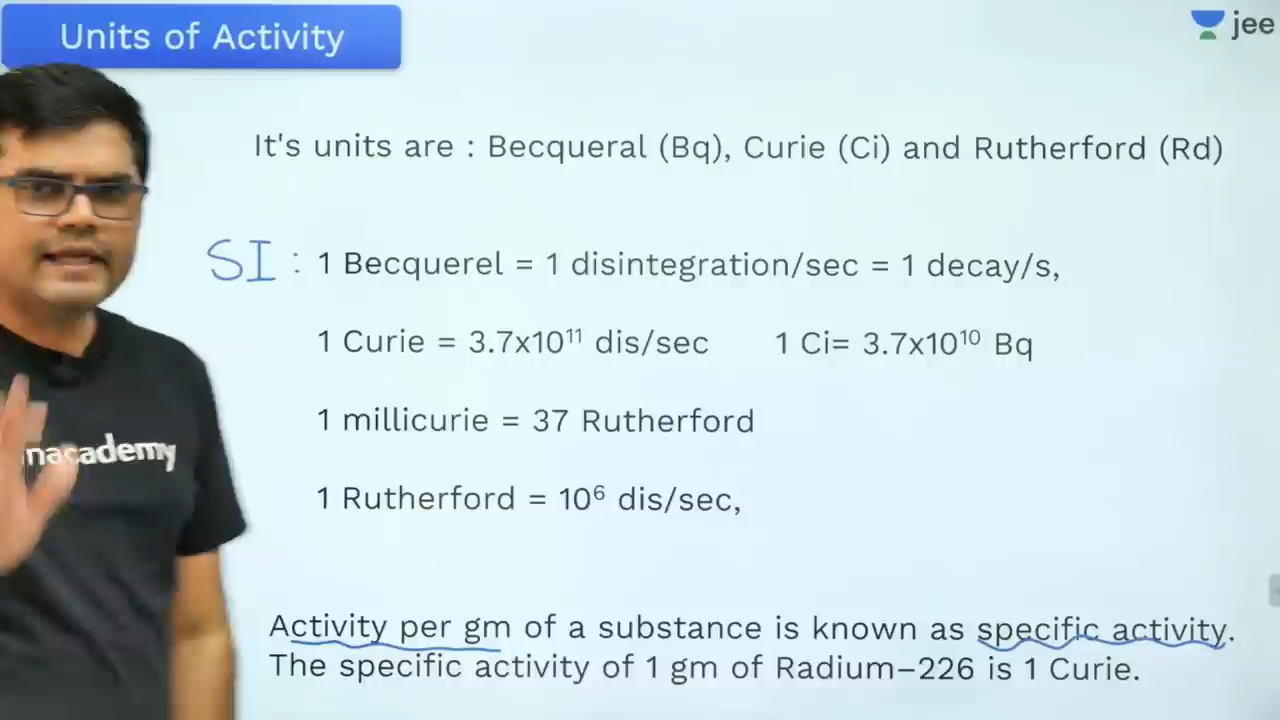 Units of Activity
jee
It's units are : Becqueral (Bq), Curie (Ci) and Rutherford (Rd)
SI : 1 Becquerel = 1 disintegration/sec = 1 decay/s,
1 Curie = 3.7x10¹¹ dis/sec 1 Ci= 3.7x10¹⁰ Bq
1 millicurie = 37 Rutherford
nacademy
1 Rutherford = 10⁶ dis/sec,
Activity per gm of a substance is known as specific activity.
The specific activity of 1 gm of Radium–226 is 1 Curie.